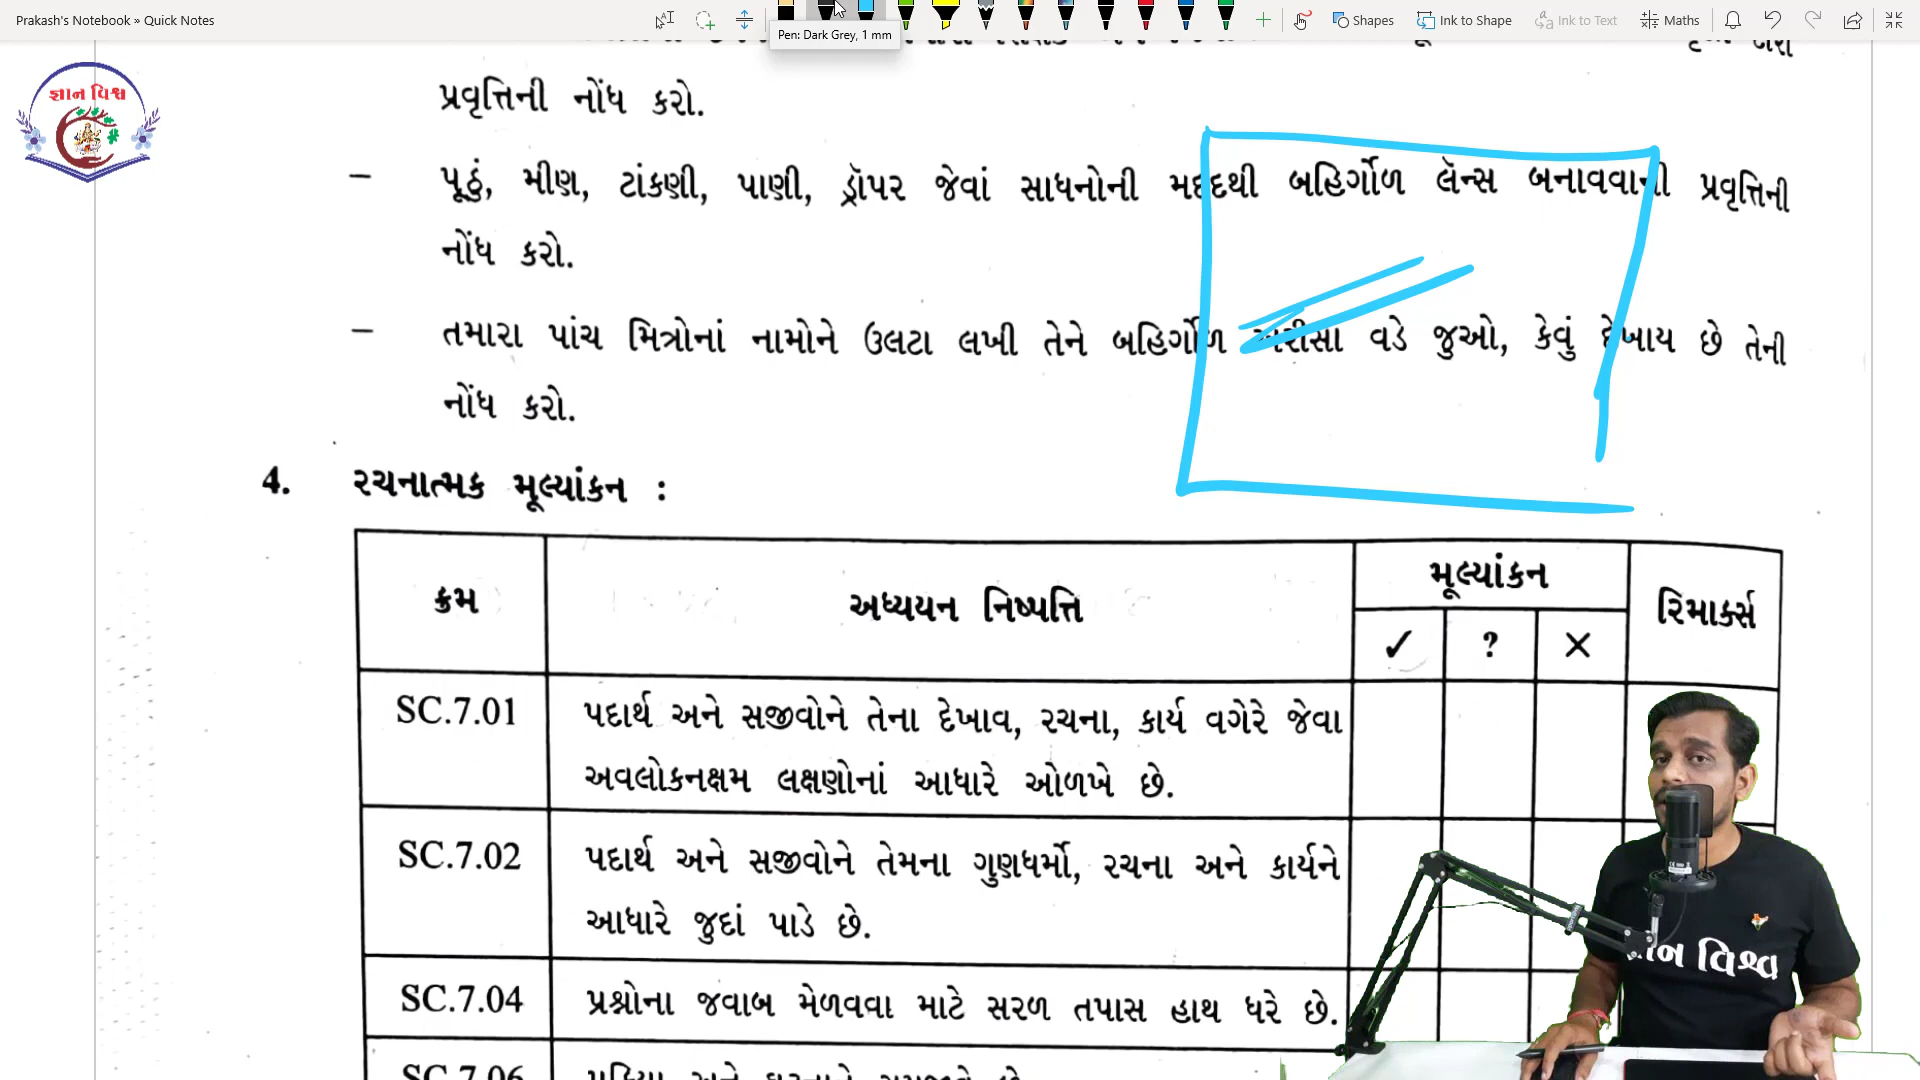 Prakash's Notebook » Quick Notes
Shapes
Ink to Shape
Ink to Text
Maths
Pen: Dark Grey, 1 mm
જ્ઞાન વિશ્વ
પ્રવૃત્તિની નોંધ કરો.
– પૂઠું, મીણ, ટાંકણી, પાણી, ડ્રૉપર જેવાં સાધનોની મદદથી બહિર્ગોળ લૅન્સ બનાવવાની પ્રવૃત્તિની
નોંધ કરો.
– તમારા પાંચ મિત્રોનાં નામોને ઉલટા લખી તેને બહિર્ગોળ અરીસા વડે જુઓ, કેવું દેખાય છે તેની
નોંધ કરો.
4. રચનાત્મક મૂલ્યાંકન :
ક્રમ અધ્યયન નિષ્પત્તિ મૂલ્યાંકન રિમાર્ક્સ
✓ ? ✕
SC.7.01 પદાર્થ અને સજીવોને તેના દેખાવ, રચના, કાર્ય વગેરે જેવા
અવલોકનક્ષમ લક્ષણોનાં આધારે ઓળખે છે.
SC.7.02 પદાર્થ અને સજીવોને તેમના ગુણધર્મો, રચના અને કાર્યને
આધારે જુદાં પાડે છે.
SC.7.04 પ્રશ્નોના જવાબ મેળવવા માટે સરળ તપાસ હાથ ધરે છે.
SC.7.06
જ્ઞાન વિશ્વ